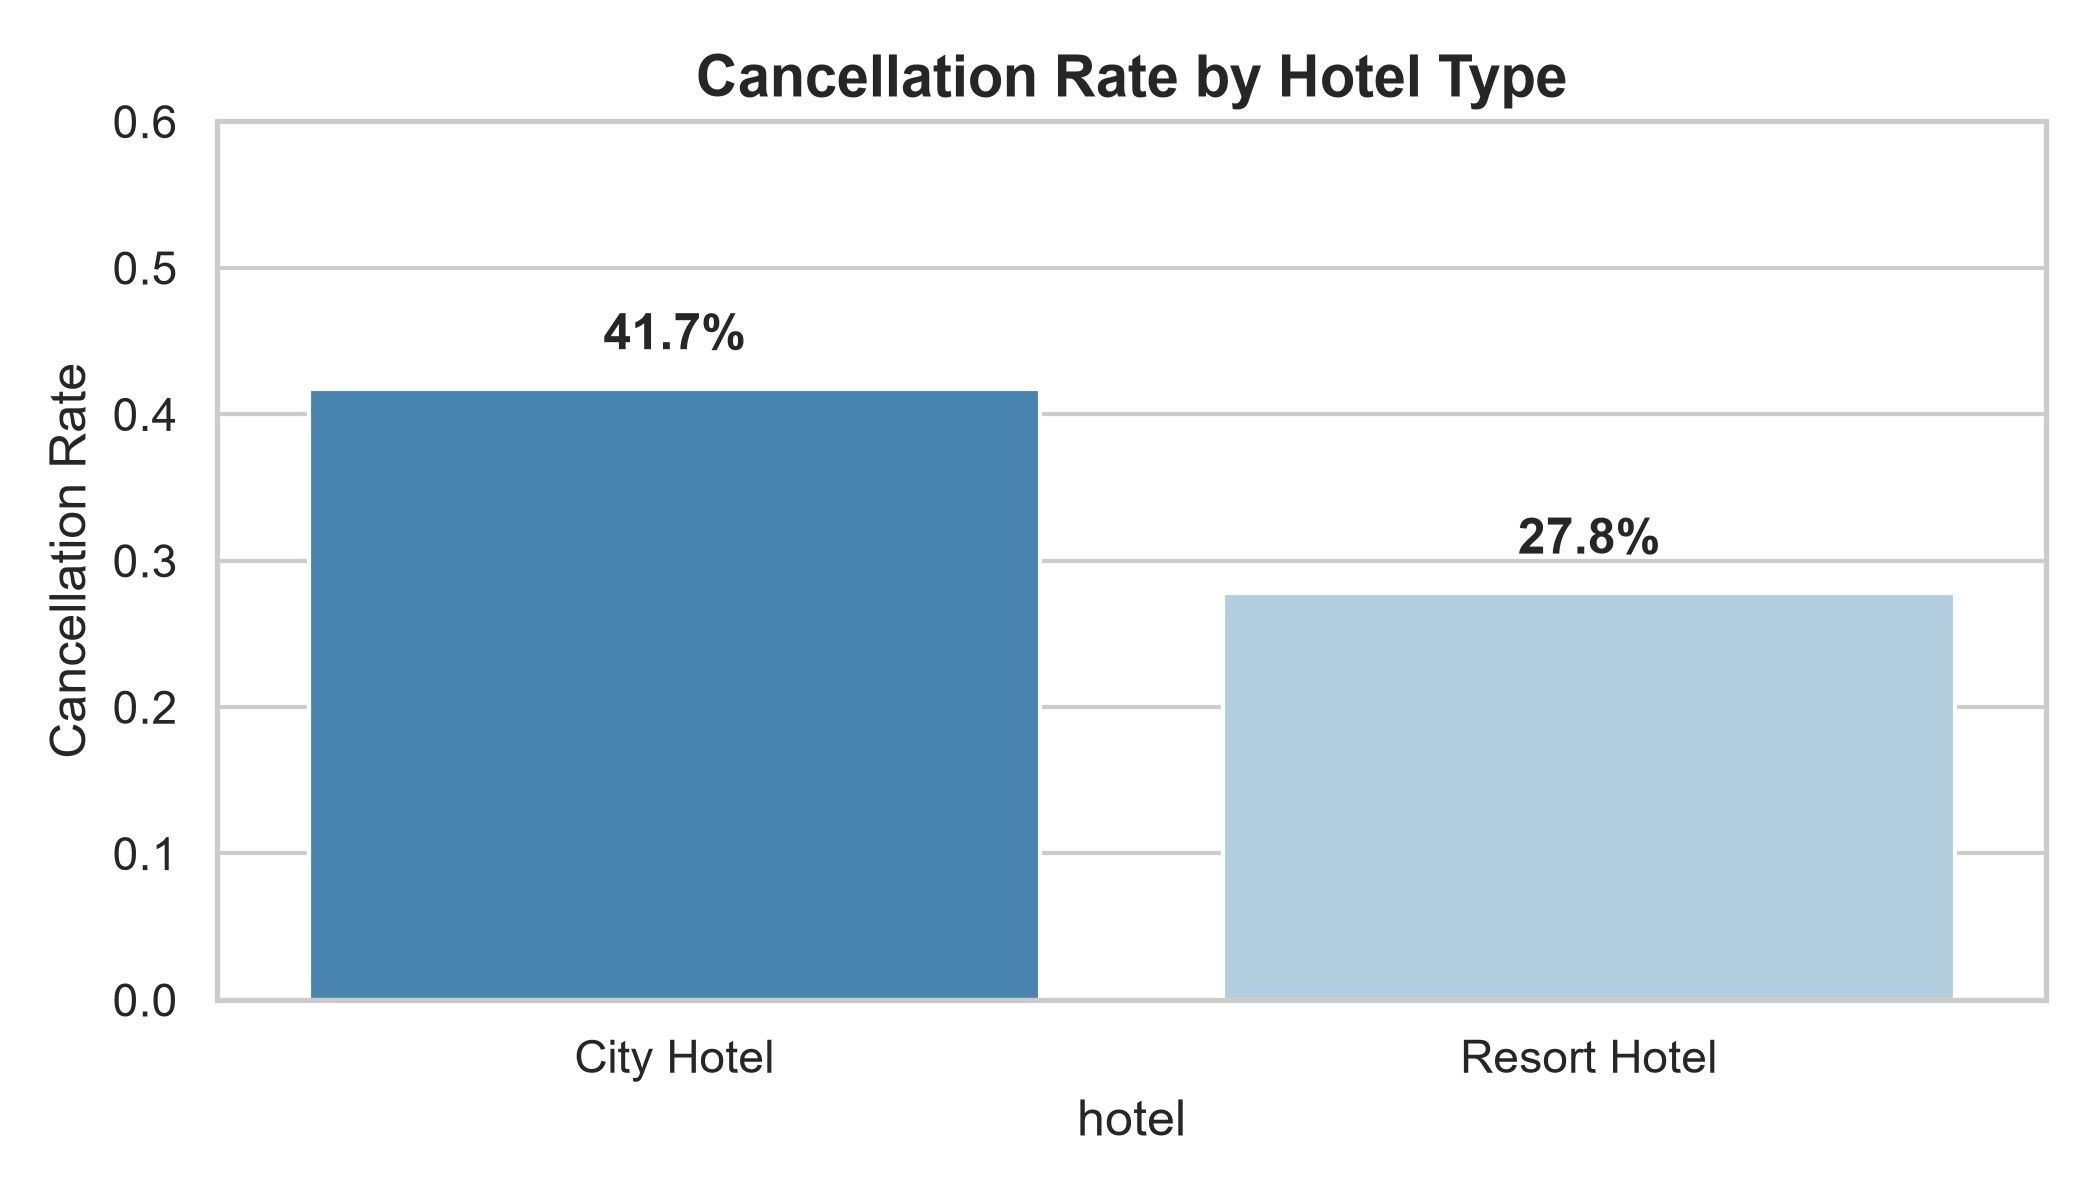 Cancellation Rate by Hotel Type
Cancellation Rate
0.6
0.5
0.4
0.3
0.2
0.1
0.0
41.7%
27.8%
City Hotel
Resort Hotel
hotel